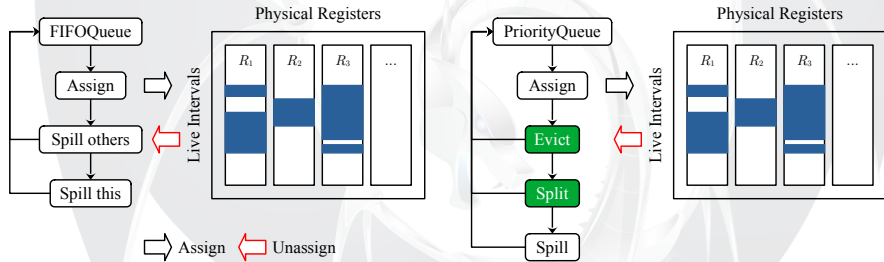 Physical Registers
FIFOQueue
Assign
Spill others
Spill this
Live Intervals
R1
R2
R3
...
Physical Registers
PriorityQueue
Assign
Evict
Split
Spill
Live Intervals
R1
R2
R3
...
Assign
Unassign